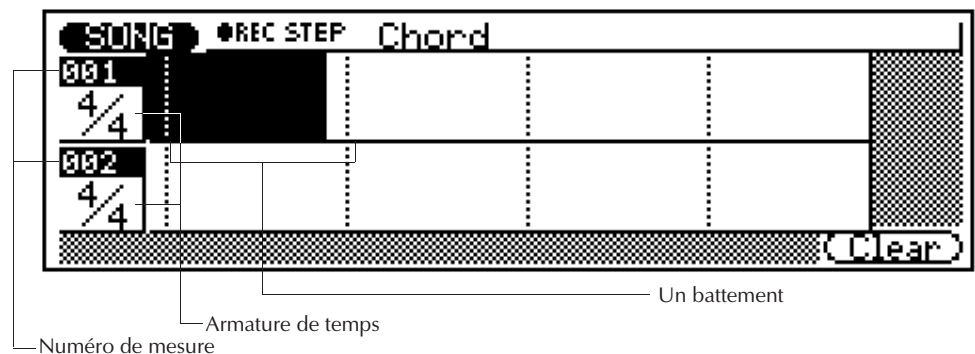 SONG ●REC STEP Chord
001
4/4
002
4/4
Clear
Un battement
Armature de temps
Numéro de mesure